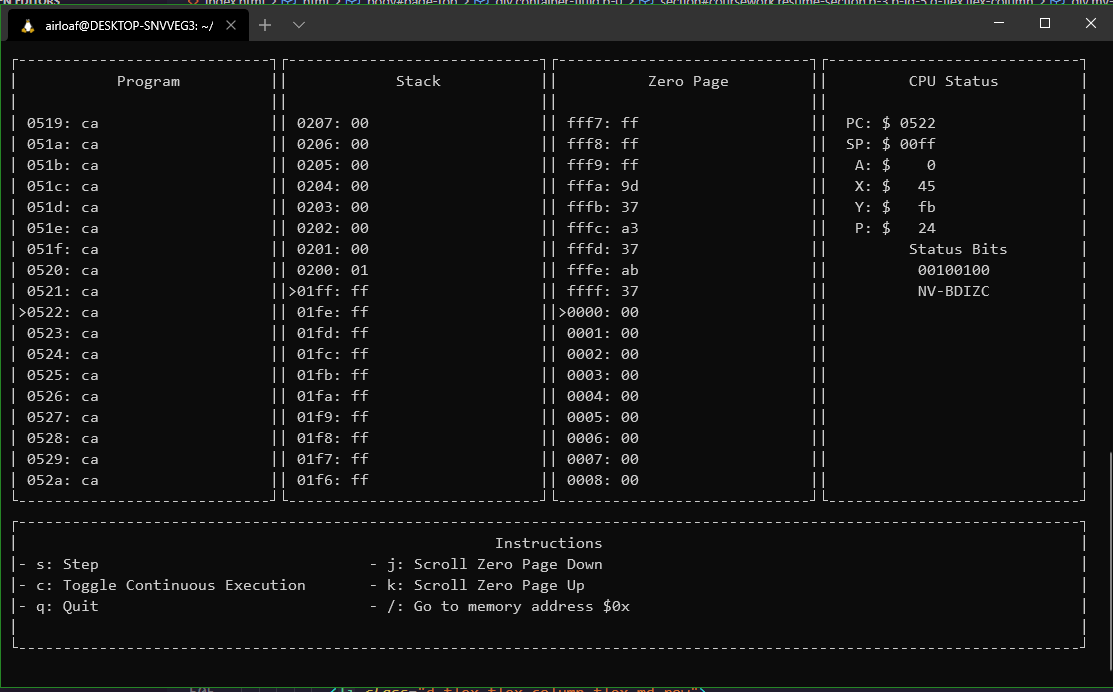 airloaf@DESKTOP-SNVVEG3: ~/
Program Stack Zero Page CPU Status
0519: ca 0207: 00 fff7: ff PC: $ 0522
051a: ca 0206: 00 fff8: ff SP: $ 00ff
051b: ca 0205: 00 fff9: ff A: $ 0
051c: ca 0204: 00 fffa: 9d X: $ 45
051d: ca 0203: 00 fffb: 37 Y: $ fb
051e: ca 0202: 00 fffc: a3 P: $ 24
051f: ca 0201: 00 fffd: 37 Status Bits
0520: ca 0200: 01 fffe: ab 00100100
0521: ca >01ff: ff ffff: 37 NV-BDIZC
>0522: ca 01fe: ff >0000: 00
0523: ca 01fd: ff 0001: 00
0524: ca 01fc: ff 0002: 00
0525: ca 01fb: ff 0003: 00
0526: ca 01fa: ff 0004: 00
0527: ca 01f9: ff 0005: 00
0528: ca 01f8: ff 0006: 00
0529: ca 01f7: ff 0007: 00
052a: ca 01f6: ff 0008: 00
Instructions
- s: Step - j: Scroll Zero Page Down
- c: Toggle Continuous Execution - k: Scroll Zero Page Up
- q: Quit - /: Go to memory address $0x